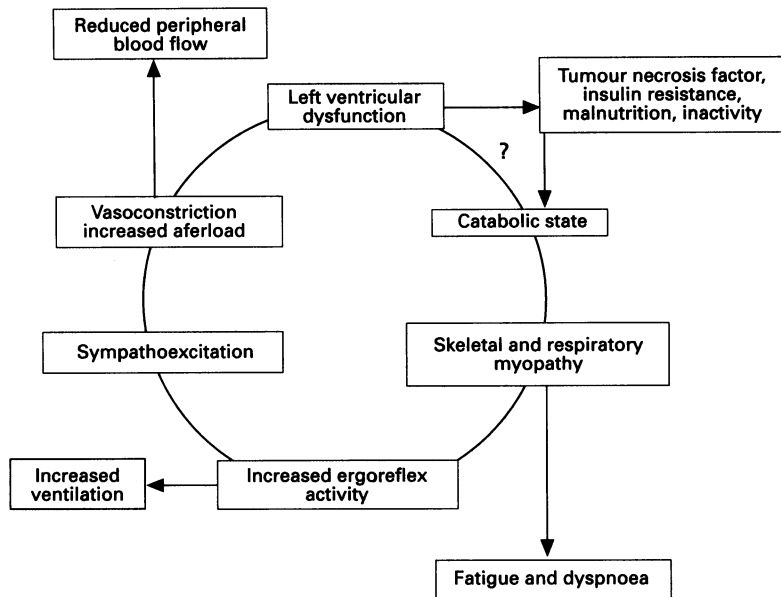 Reduced peripheral
blood flow
Left ventricular
dysfunction
Tumour necrosis factor,
insulin resistance,
malnutrition, inactivity
?
Vasoconstriction
increased aferload
Catabolic state
Sympathoexcitation
Skeletal and respiratory
myopathy
Increased
ventilation
Increased ergoreflex
activity
Fatigue and dyspnoea